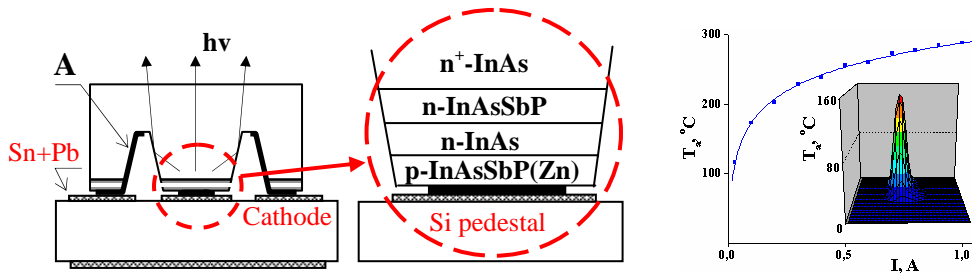 hν
A
Sn+Pb
Cathode
n⁺-InAs
n-InAsSbP
n-InAs
p-InAsSbP(Zn)
Si pedestal
300
200
100
Tₐ, °C
0,0
0,5
1,0
I, A
160
80
0
Tₐ, °C